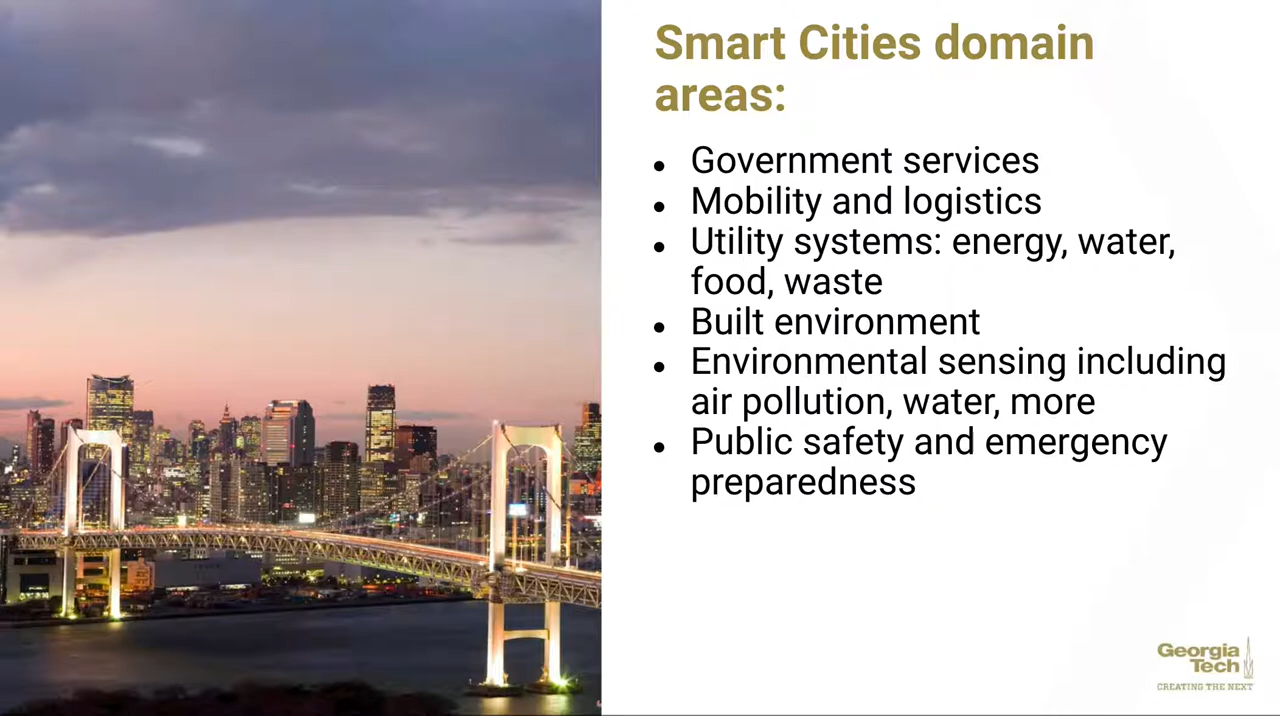 Smart Cities domain
areas:
• Government services
• Mobility and logistics
• Utility systems: energy, water,
food, waste
• Built environment
• Environmental sensing including
air pollution, water, more
• Public safety and emergency
preparedness
Georgia
Tech
CREATING THE NEXT